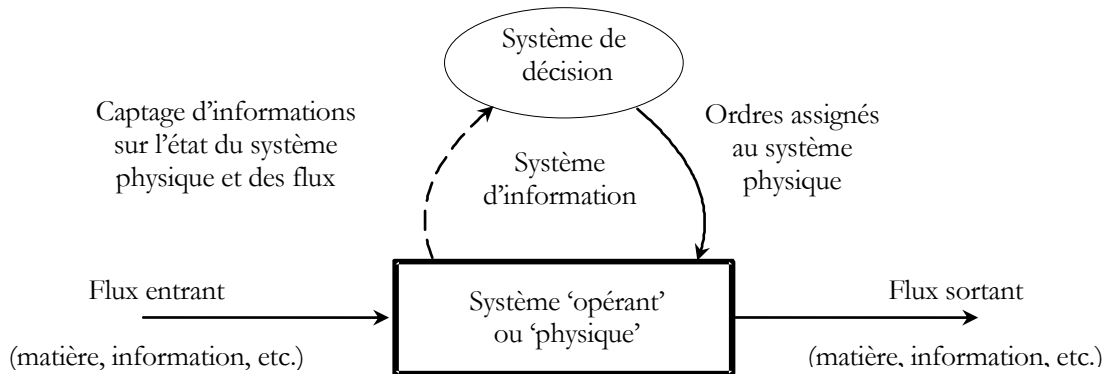 Système de
décision
Captage d’informations
sur l’état du système
physique et des flux
Système
d’information
Ordres assignés
au système
physique
Flux entrant
(matière, information, etc.)
Système ‘opérant’
ou ‘physique’
Flux sortant
(matière, information, etc.)